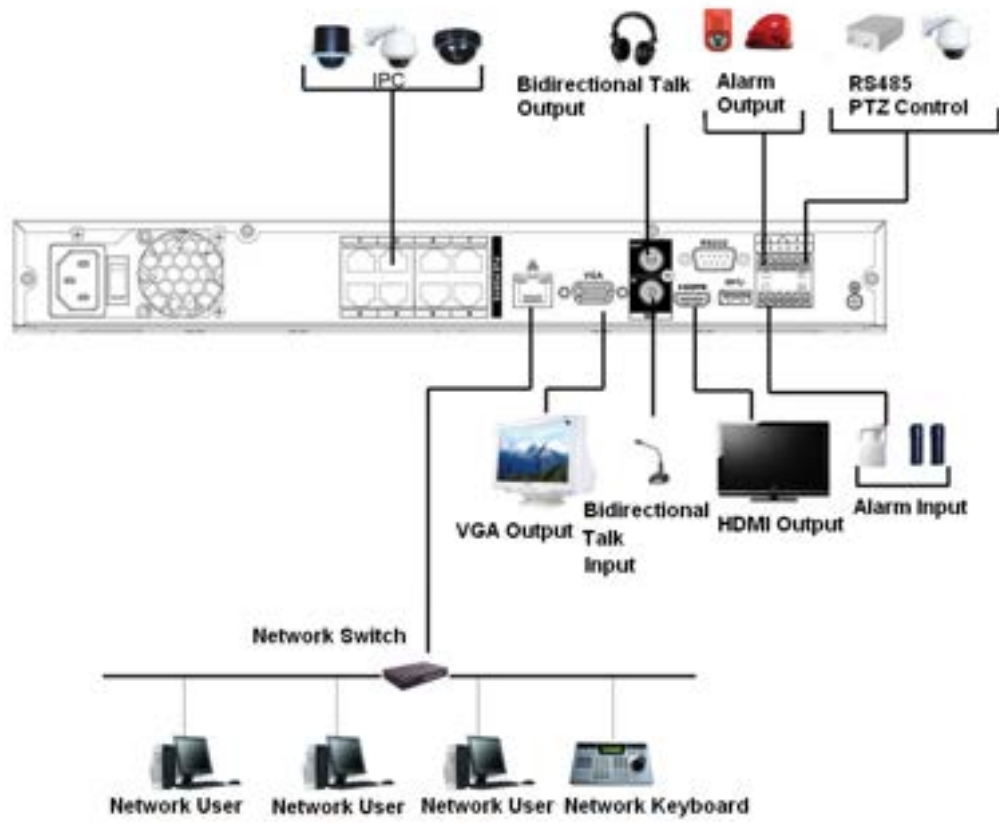 IPC
Bidirectional Talk
Output
Alarm
Output
RS485
PTZ Control
VGA
RS232
HDMI
VGA Output
Bidirectional
Talk
Input
HDMI Output
Alarm Input
Network Switch
Network User
Network User
Network User
Network Keyboard